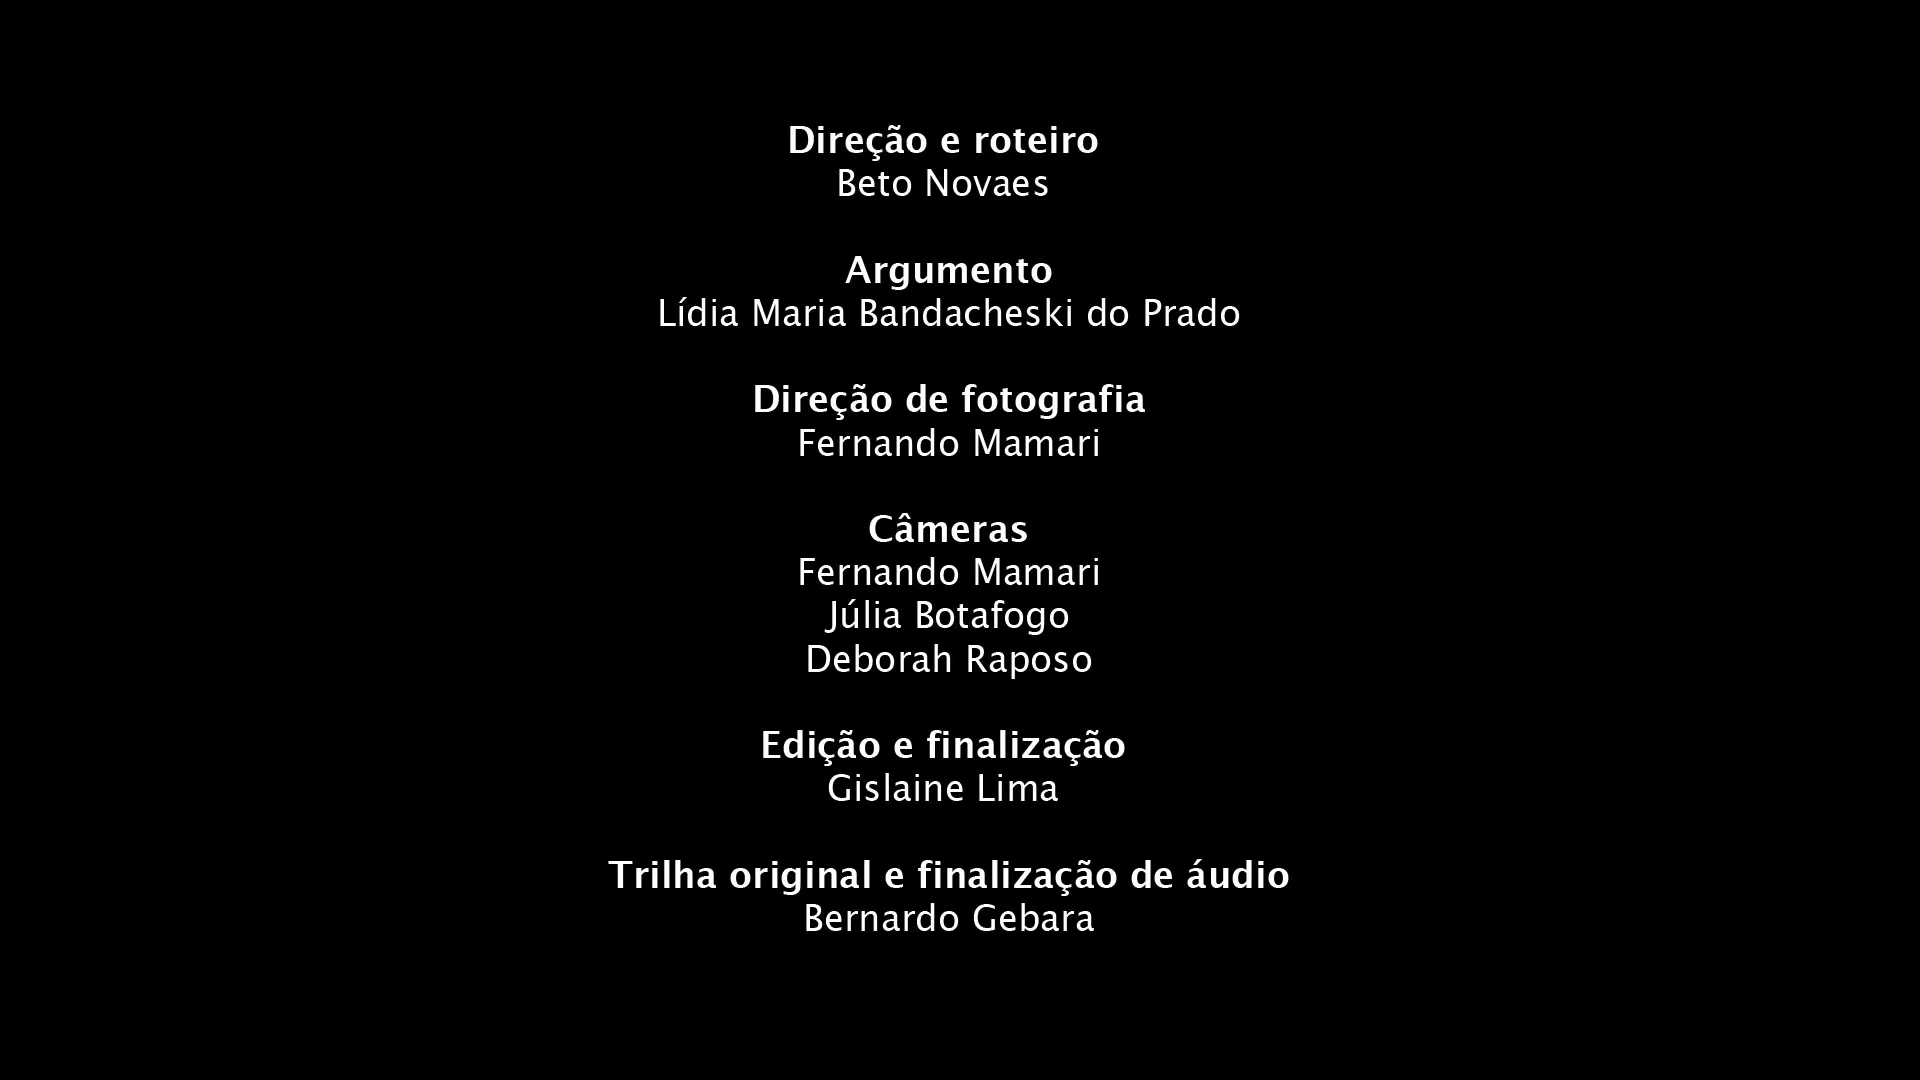 Direção e roteiro
Beto Novaes
Argumento
Lídia Maria Bandacheski do Prado
Direção de fotografia
Fernando Mamari
Câmeras
Fernando Mamari
Júlia Botafogo
Deborah Raposo
Edição e finalização
Gislaine Lima
Trilha original e finalização de áudio
Bernardo Gebara